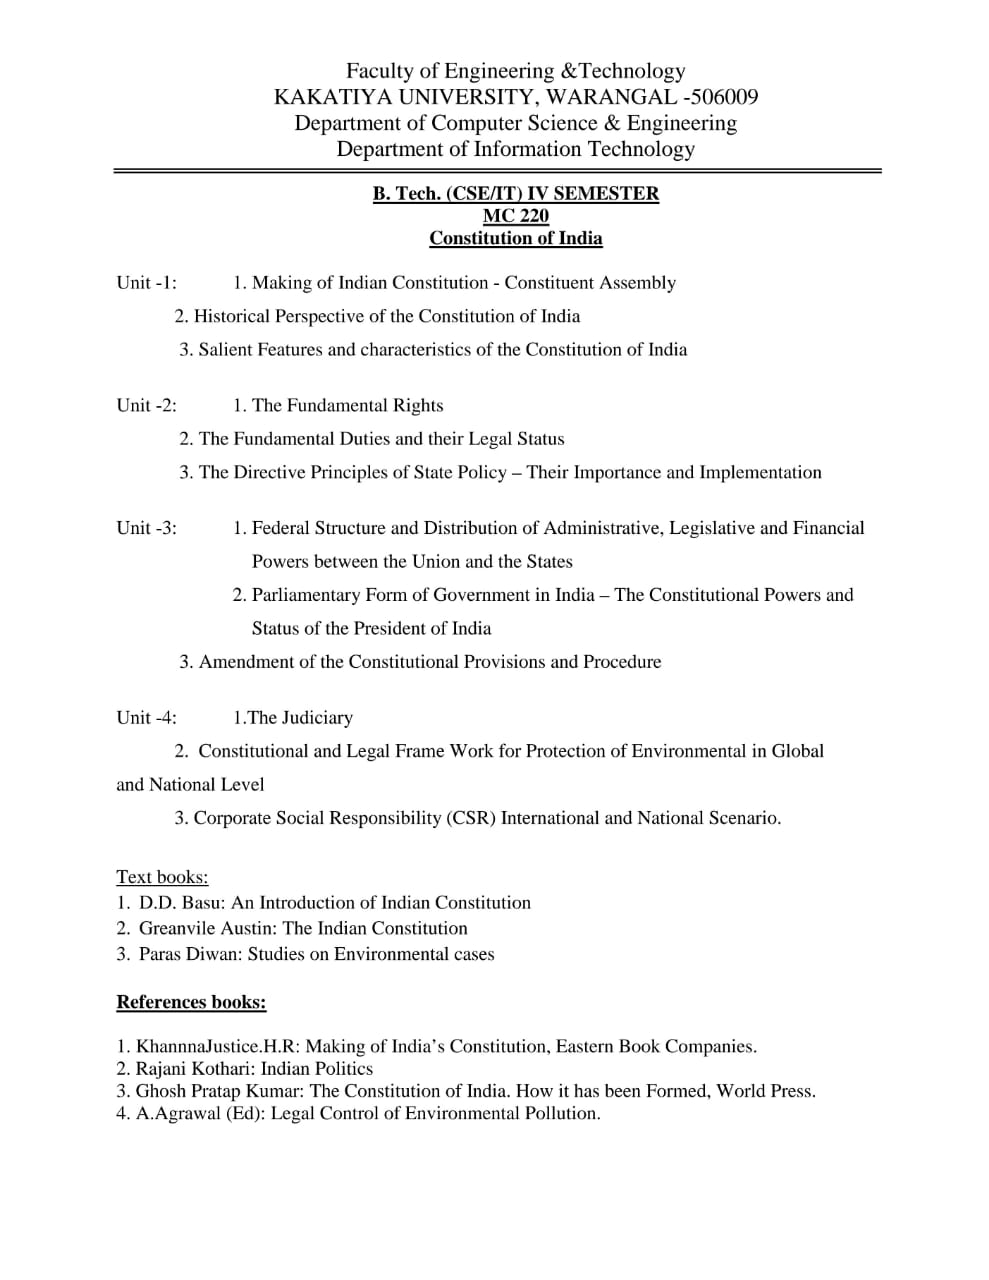 Faculty of Engineering &Technology
KAKATIYA UNIVERSITY, WARANGAL -506009
Department of Computer Science & Engineering
Department of Information Technology
B. Tech. (CSE/IT) IV SEMESTER
MC 220
Constitution of India
Unit -1: 1. Making of Indian Constitution - Constituent Assembly
2. Historical Perspective of the Constitution of India
3. Salient Features and characteristics of the Constitution of India
Unit -2: 1. The Fundamental Rights
2. The Fundamental Duties and their Legal Status
3. The Directive Principles of State Policy – Their Importance and Implementation
Unit -3: 1. Federal Structure and Distribution of Administrative, Legislative and Financial
Powers between the Union and the States
2. Parliamentary Form of Government in India – The Constitutional Powers and
Status of the President of India
3. Amendment of the Constitutional Provisions and Procedure
Unit -4: 1.The Judiciary
2. Constitutional and Legal Frame Work for Protection of Environmental in Global
and National Level
3. Corporate Social Responsibility (CSR) International and National Scenario.
Text books:
1. D.D. Basu: An Introduction of Indian Constitution
2. Greanvile Austin: The Indian Constitution
3. Paras Diwan: Studies on Environmental cases
References books:
1. KhannnaJustice.H.R: Making of India’s Constitution, Eastern Book Companies.
2. Rajani Kothari: Indian Politics
3. Ghosh Pratap Kumar: The Constitution of India. How it has been Formed, World Press.
4. A.Agrawal (Ed): Legal Control of Environmental Pollution.